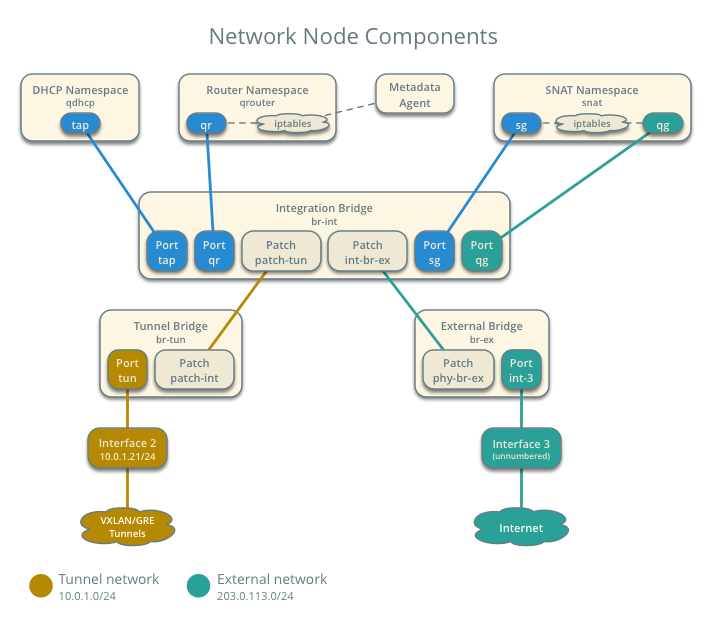 Network Node Components
DHCP Namespace
qdhcp
tap
Router Namespace
qrouter
qr
iptables
Metadata
Agent
SNAT Namespace
snat
sg
iptables
qg
Integration Bridge
br-int
Port
tap
Port
qr
Patch
patch-tun
Patch
int-br-ex
Port
sg
Port
qg
Tunnel Bridge
br-tun
Port
tun
Patch
patch-int
External Bridge
br-ex
Patch
phy-br-ex
Port
int-3
Interface 2
10.0.1.21/24
Interface 3
(unnumbered)
VXLAN/GRE
Tunnels
Internet
Tunnel network
10.0.1.0/24
External network
203.0.113.0/24